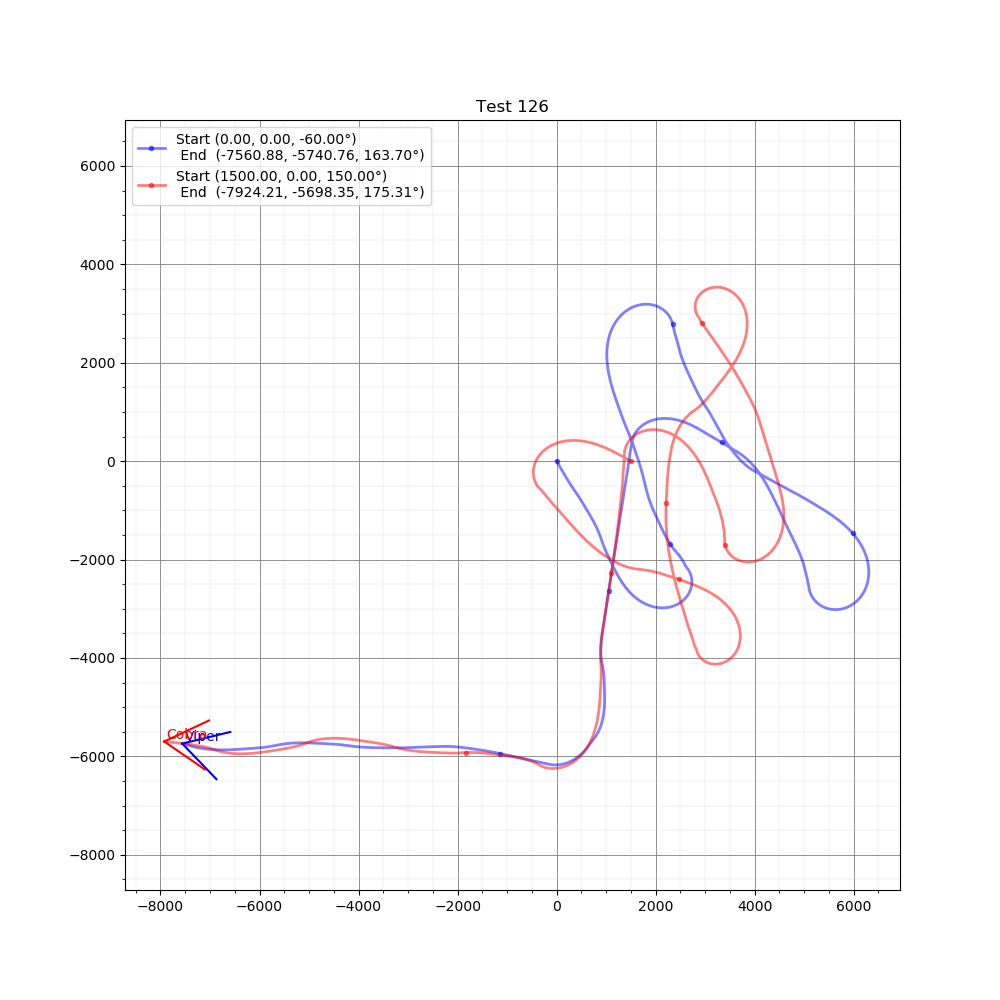 Test 126
Start (0.00, 0.00, -60.00°)
End (-7560.88, -5740.76, 163.70°)
Start (1500.00, 0.00, 150.00°)
End (-7924.21, -5698.35, 175.31°)
6000
4000
2000
0
−2000
−4000
−6000
−8000
Cobra
Viper
−8000 −6000 −4000 −2000 0 2000 4000 6000